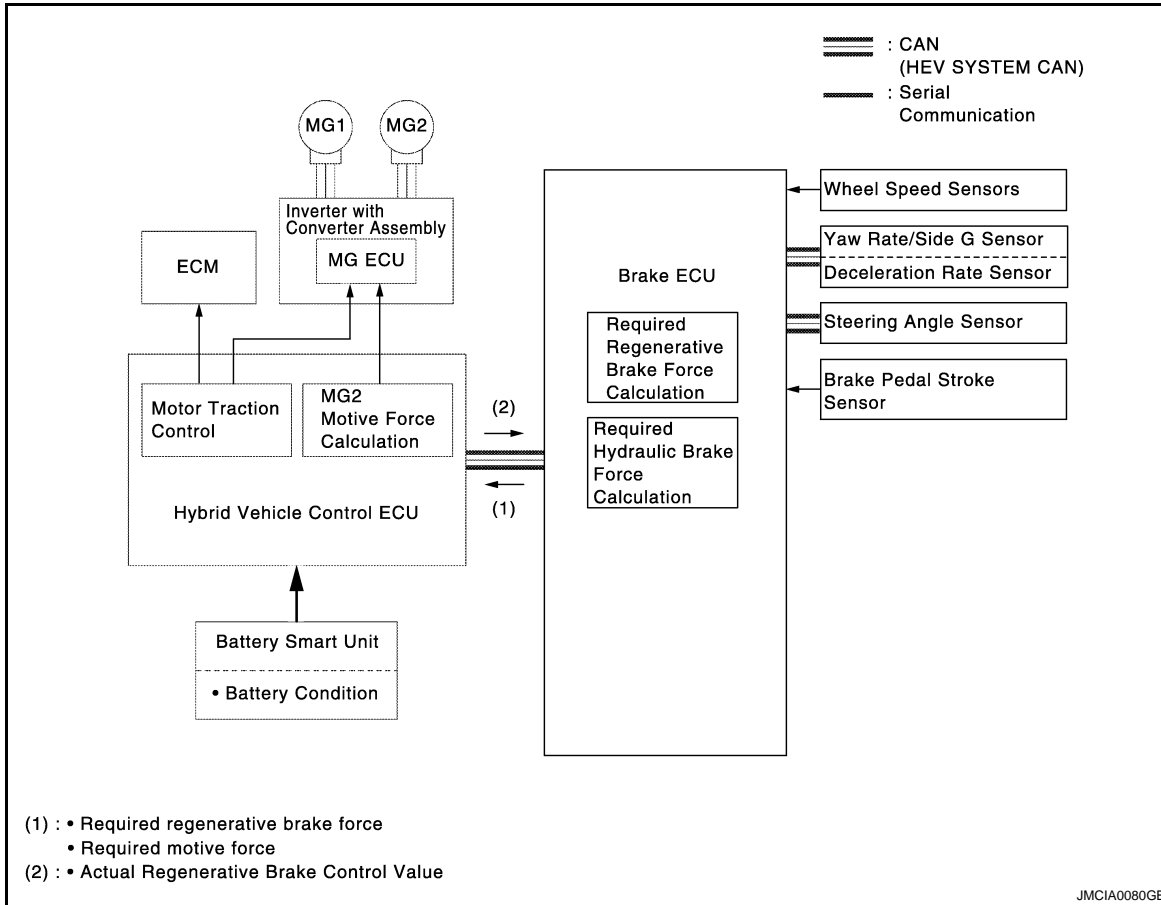 : CAN
(HEV SYSTEM CAN)
: Serial
Communication
MG1
MG2
Inverter with
Converter Assembly
MG ECU
ECM
Motor Traction
Control
MG2
Motive Force
Calculation
Hybrid Vehicle Control ECU
(2)
(1)
Battery Smart Unit
• Battery Condition
Brake ECU
Required
Regenerative
Brake Force
Calculation
Required
Hydraulic Brake
Force
Calculation
Wheel Speed Sensors
Yaw Rate/Side G Sensor
Deceleration Rate Sensor
Steering Angle Sensor
Brake Pedal Stroke
Sensor
(1) : • Required regenerative brake force
• Required motive force
(2) : • Actual Regenerative Brake Control Value